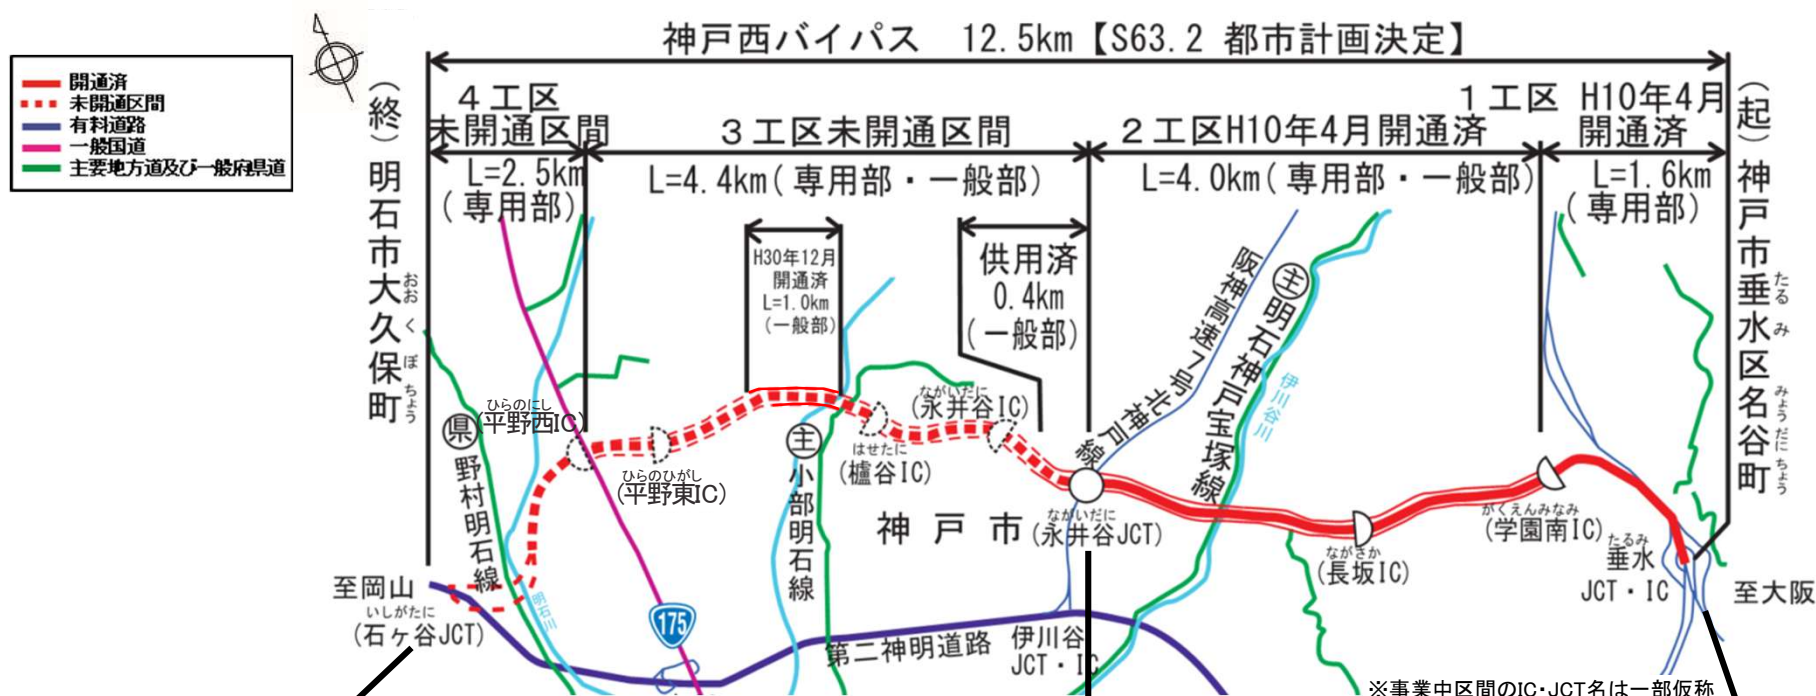 神戸西バイパス 12.5km【S63.2 都市計画決定】
開通済
未開通区間
有料道路
一般国道
主要地方道及び一般府県道
4工区
未開通区間
L=2.5km
(専用部)
3工区未開通区間
L=4.4km(専用部・一般部)
2工区H10年4月開通済
L=4.0km(専用部・一般部)
1工区 H10年4月
開通済
L=1.6km
(専用部)
(終)明石市大久保町
おお
く
ぼ
ちょう
(起)神戸市垂水区名谷町
たる
み
みょう
だに
ちょう
H30年12月
開通済
L=1.0km
(一般部)
供用済
0.4km
(一般部)
阪神高速7号北神戸線
主
明石神戸宝塚線
伊川谷川
ひらのにし
(平野西IC)
県
野村明石線
ひらのひがし
(平野東IC)
主
小部明石線
はせたに
(櫨谷IC)
ながいたに
(永井谷IC)
神戸市
ながいだに
(永井谷JCT)
ながさか
(長坂IC)
がくえんみなみ
(学園南IC)
たるみ
垂水
JCT・IC
至大阪
至岡山
いしがたに
(石ヶ谷JCT)
明石川
175
第二神明道路
伊川谷
JCT・IC
※事業中区間のIC・JCT名は一部仮称